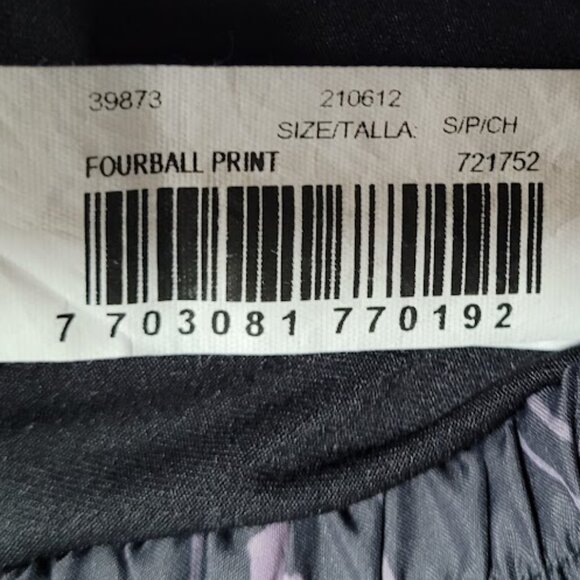 39873 210612
SIZE/TALLA: S/P/CH
FOURBALL PRINT 721752
7 703081 770192